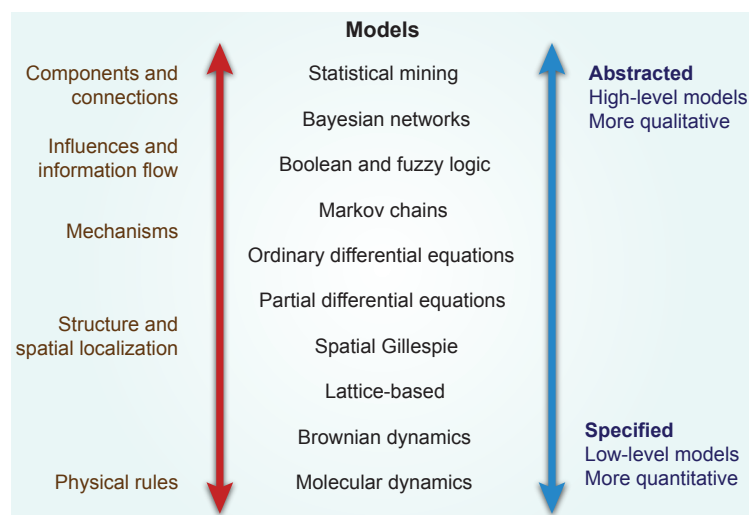 Models
Components and
connections
Influences and
information flow
Mechanisms
Structure and
spatial localization
Physical rules
Statistical mining
Bayesian networks
Boolean and fuzzy logic
Markov chains
Ordinary differential equations
Partial differential equations
Spatial Gillespie
Lattice-based
Brownian dynamics
Molecular dynamics
Abstracted
High-level models
More qualitative
Specified
Low-level models
More quantitative